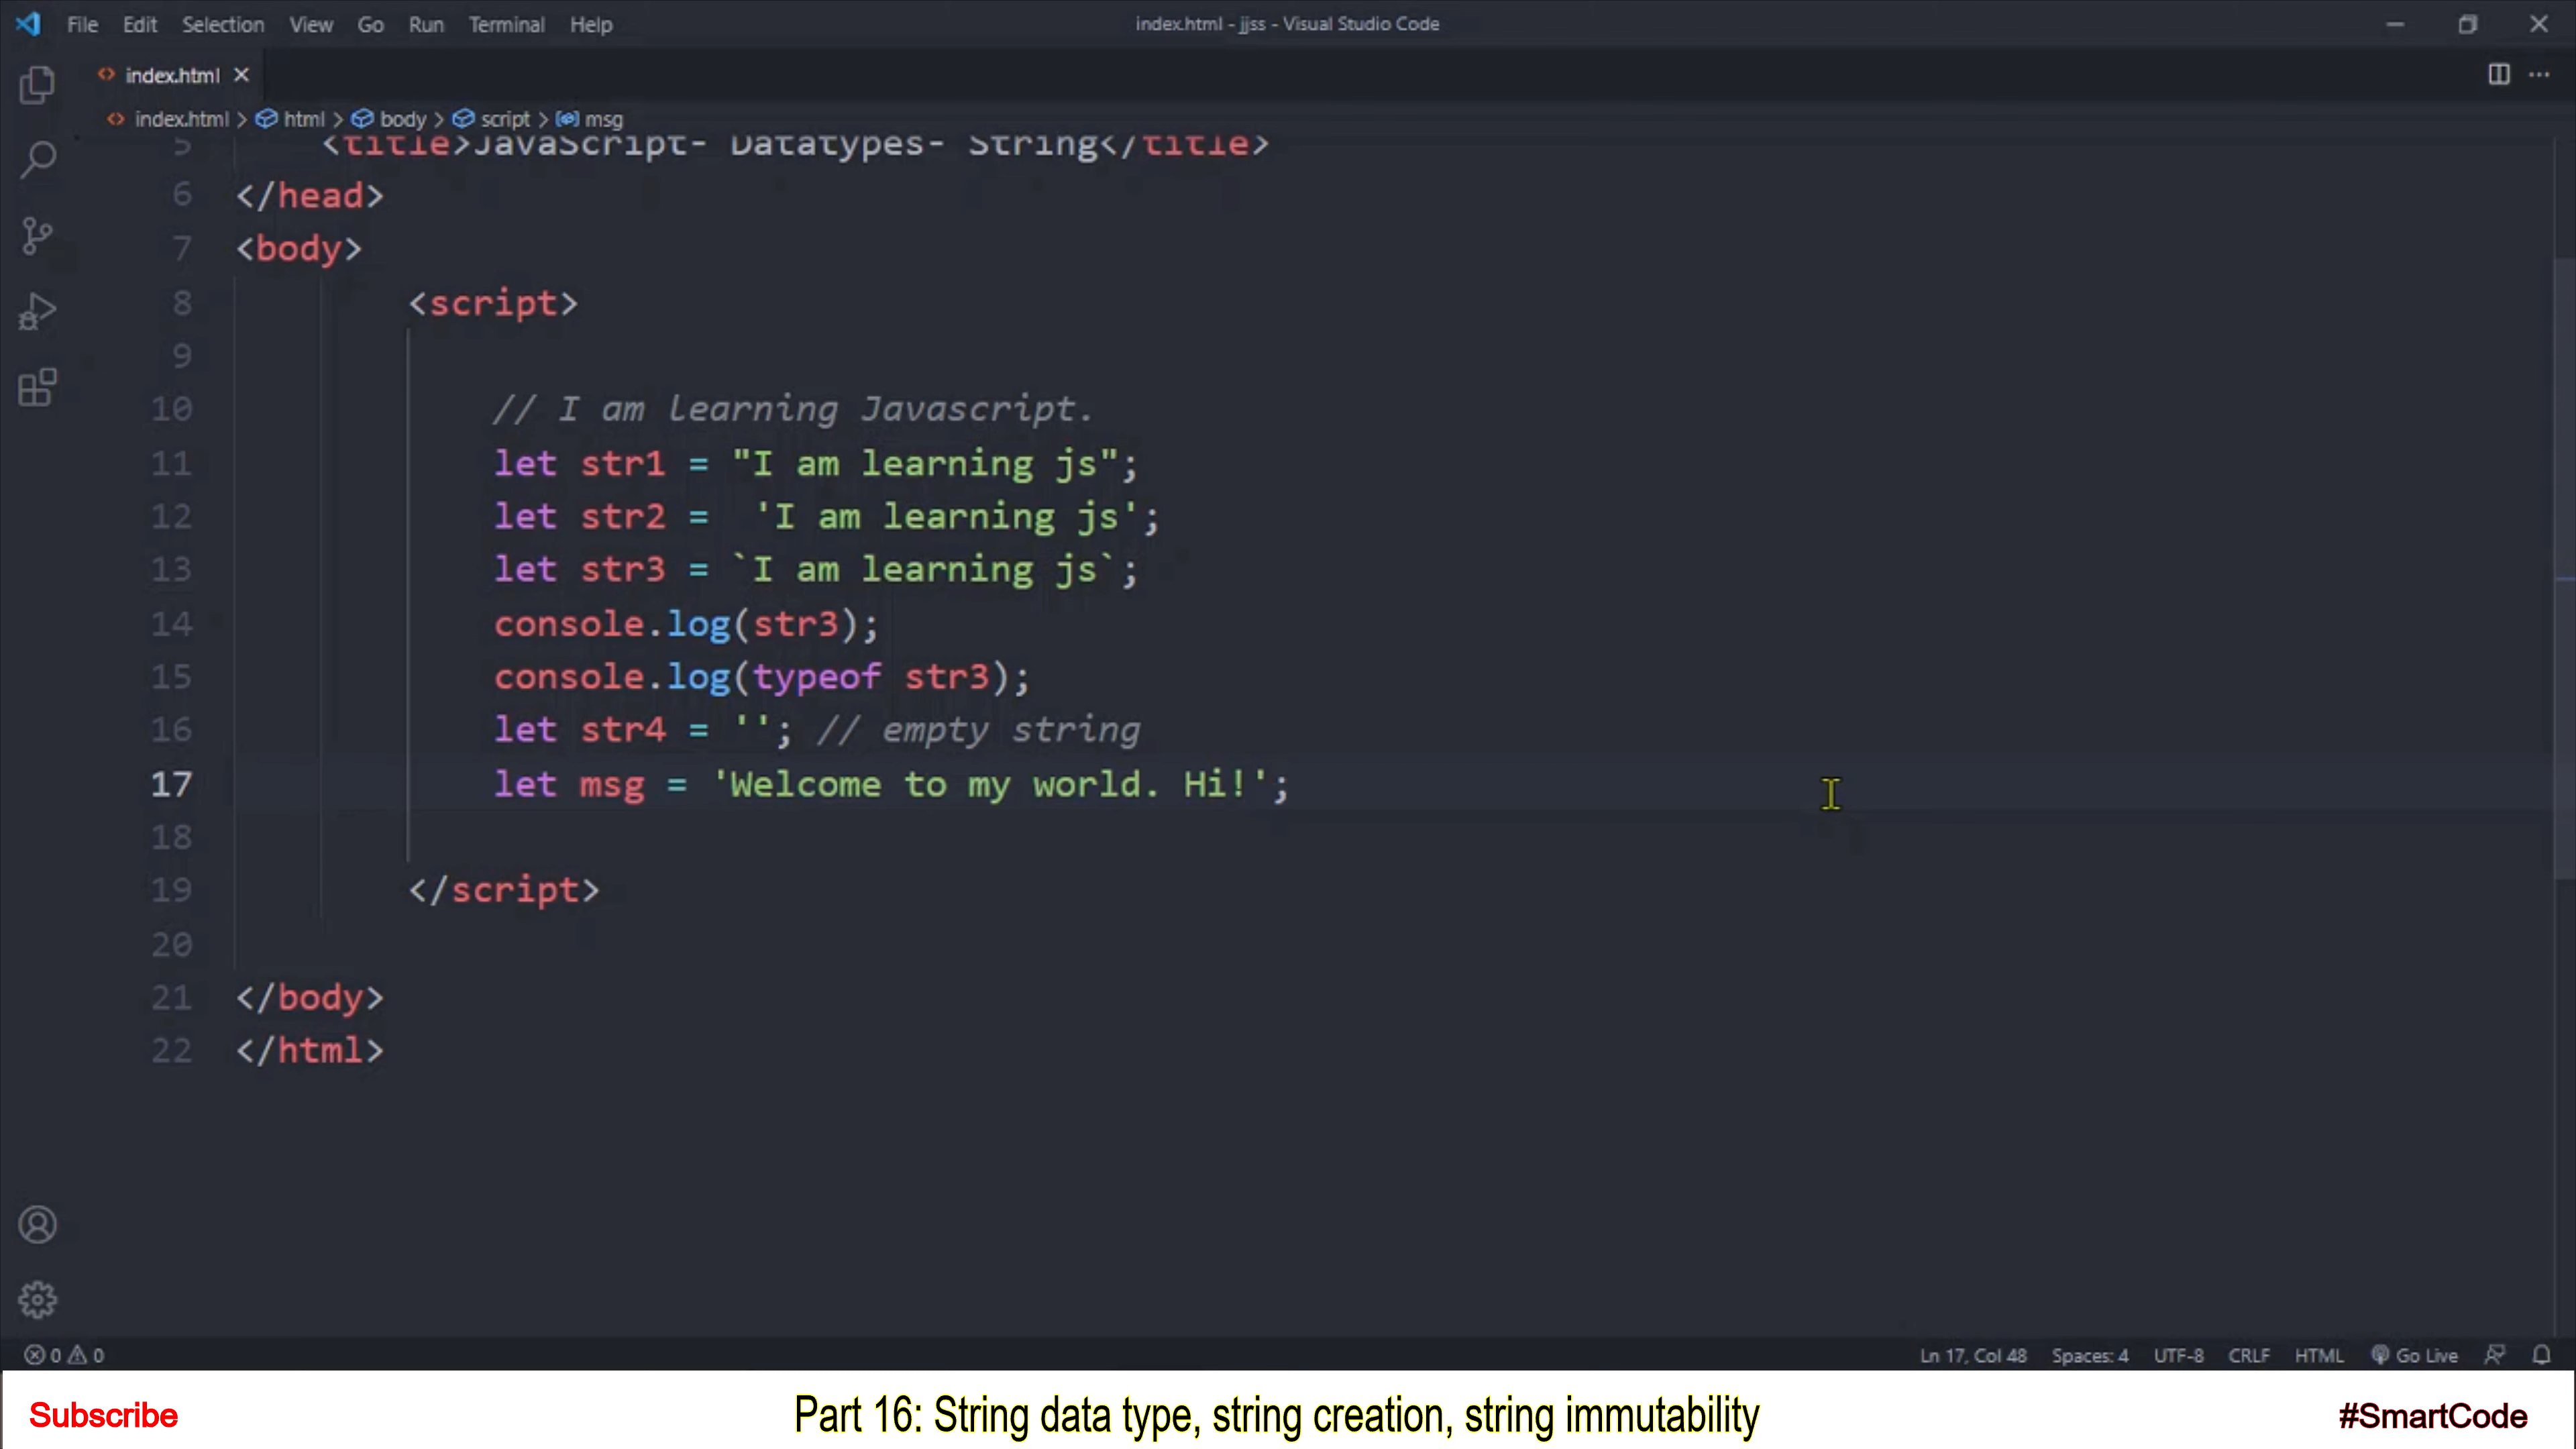 File Edit Selection View Go Run Terminal Help index.html - jjss - Visual Studio Code
index.html
index.html > html > body > script > msg
5 <title>JavaScript- Datatypes- String</title>
6 </head>
7 <body>
8 <script>
9
10 // I am learning Javascript.
11 let str1 = "I am learning js";
12 let str2 =  'I am learning js';
13 let str3 = `I am learning js`;
14 console.log(str3);
15 console.log(typeof str3);
16 let str4 = ''; // empty string
17 let msg = 'Welcome to my world. Hi!';
18
19 </script>
20
21 </body>
22 </html>
0 0 Ln 17, Col 48 Spaces: 4 UTF-8 CRLF HTML Go Live
Subscribe Part 16: String data type, string creation, string immutability #SmartCode